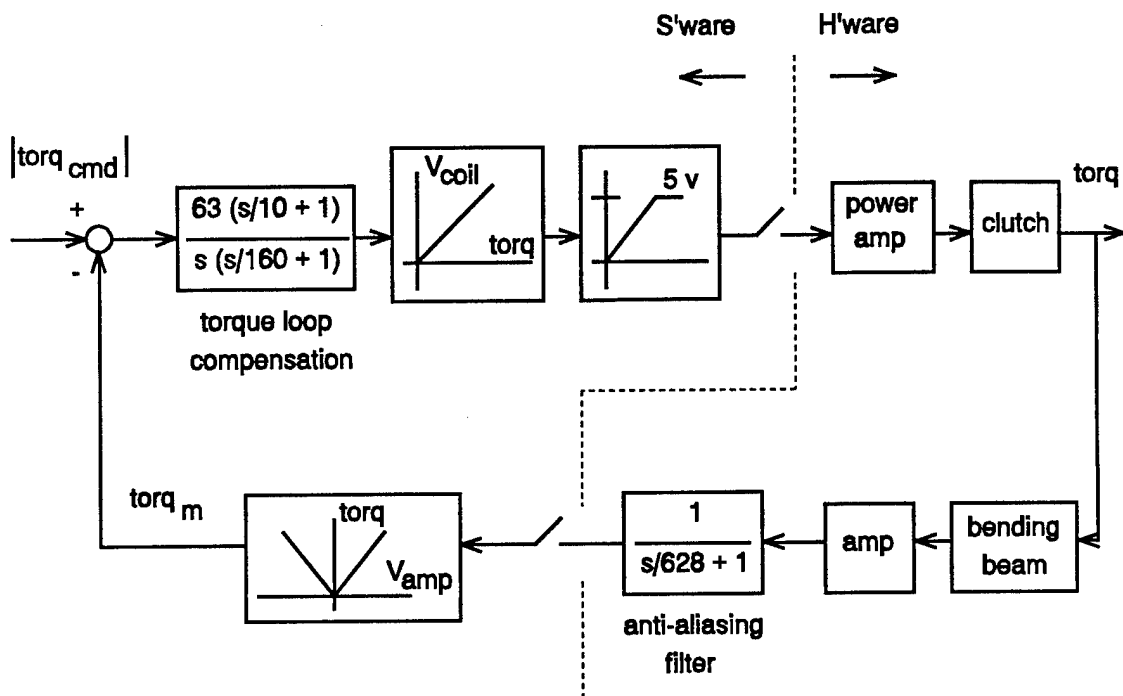 S'ware
H'ware
|torq cmd|
+
-
63 (s/10 + 1)
s (s/160 + 1)
torque loop
compensation
V coil
torq
5 v
power
amp
clutch
torq
torq m
torq
V amp
1
s/628 + 1
anti-aliasing
filter
amp
bending
beam